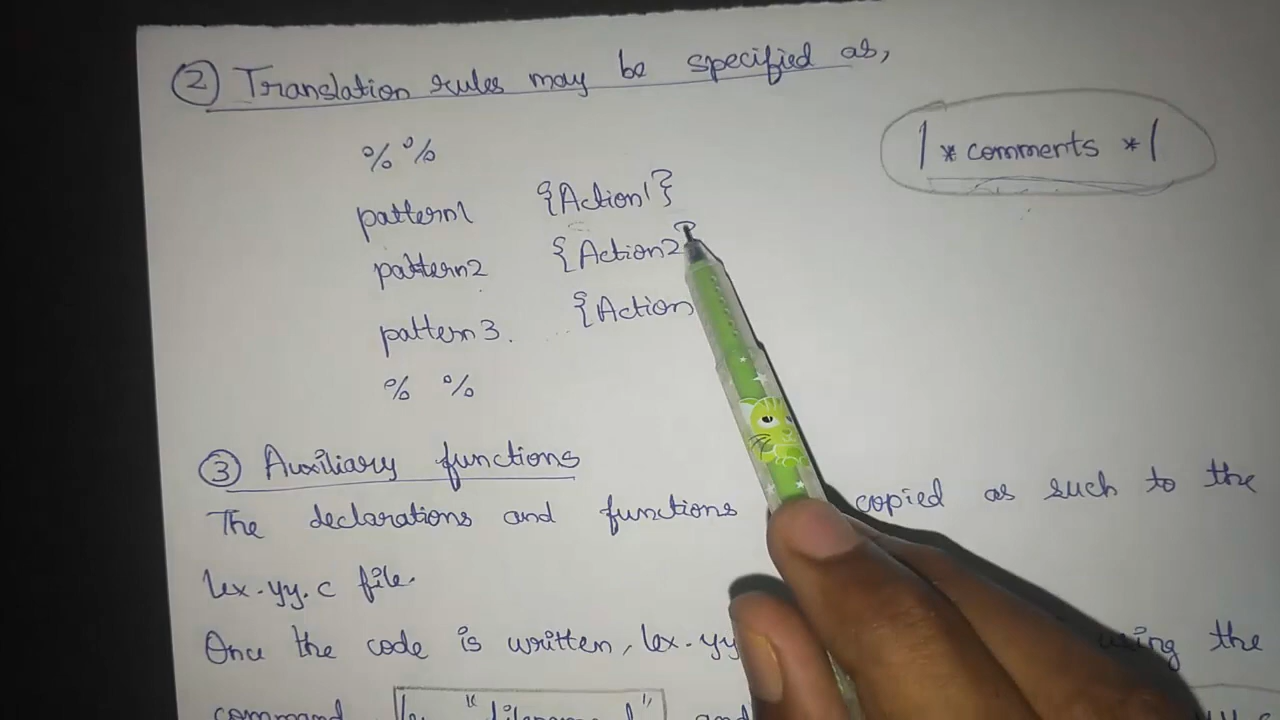 ② Translation rules may be specified as,
|* comments *|
%%
pattern1 {Action1}
pattern2 {Action2}
pattern3. {Action
% %
③ Auxiliary functions
The declarations and functions copied as such to the
lex.yy.c file.
Once the code is written, lex.yy using the
command and